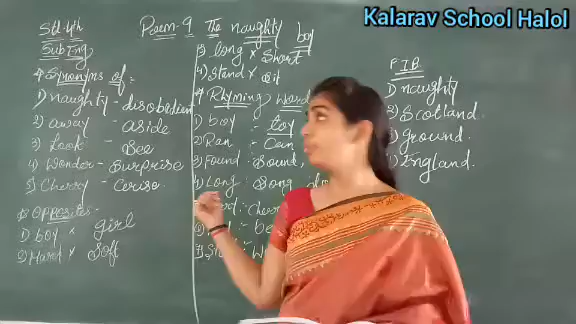 Kalarav School Halol
Std-4th
Sub Eng
Poem-9 The naughty boy
* Synonyms of:
1) naughty - disobedient
2) away - aside
3) Look - See
4) Wonder - Surprise
5) Cherry - Cerise
* Opposites -
1) boy × girl
2) Hard × Soft
3) long × Short
4) Stand × Sit
* Rhyming Word
1) boy - toy
2) Ran - Can
3) Found - Sound,
4) Long - Song
F I B
1) naughty
2) Scotland.
3) ground.
4) England.